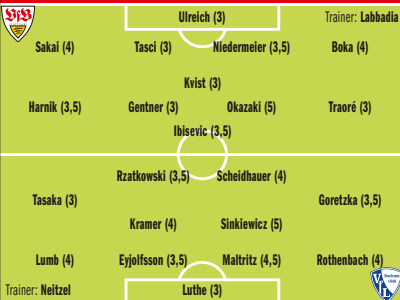 VfB
Ulreich (3) Trainer: Labbadia
Sakai (4) Tasci (3) Niedermeier (3,5) Boka (4)
Kvist (3)
Harnik (3,5) Gentner (3) Okazaki (5) Traoré (3)
Ibisevic (3,5)
Rzatkowski (3,5) Scheidhauer (4)
Tasaka (3) Goretzka (3,5)
Kramer (4) Sinkiewicz (5)
Lumb (4) Eyjolfsson (3,5) Maltritz (4,5) Rothenbach (4)
Trainer: Neitzel Luthe (3)
VfL